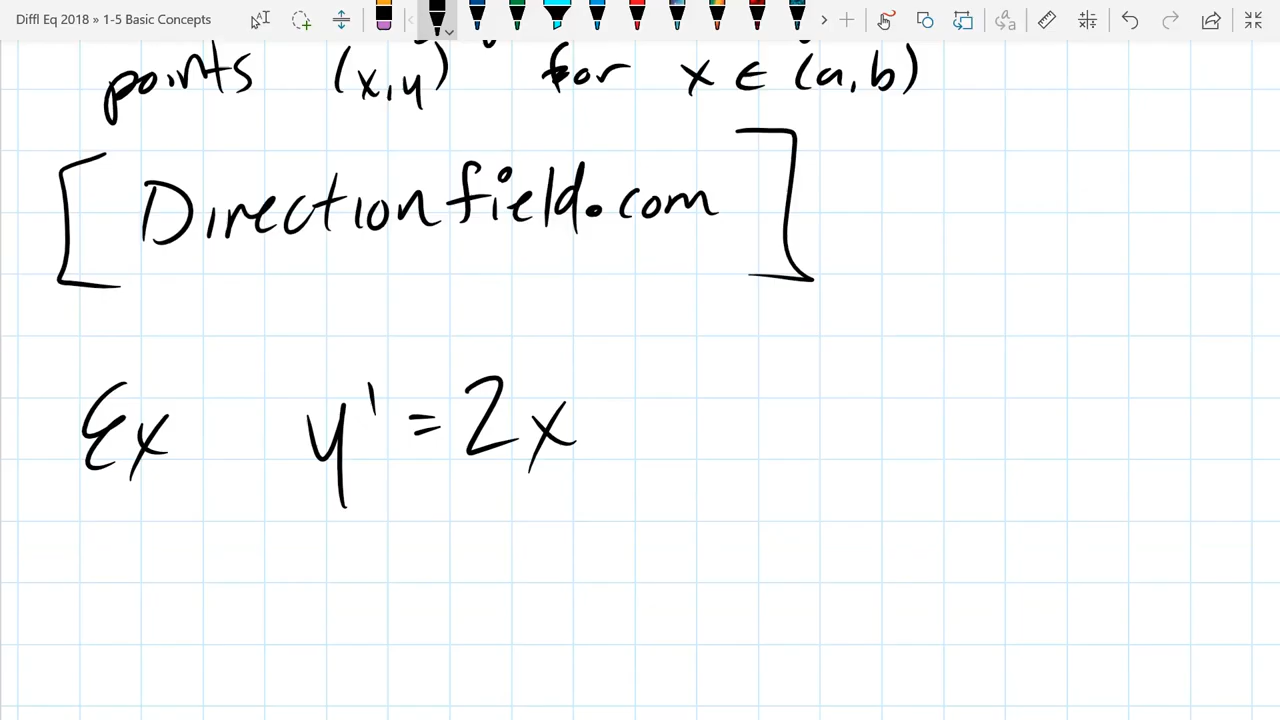 Diffl Eq 2018 » 1-5 Basic Concepts
points (x,y) for x ∈ (a,b)
[ Directionfield.com ]
Ex y' = 2x